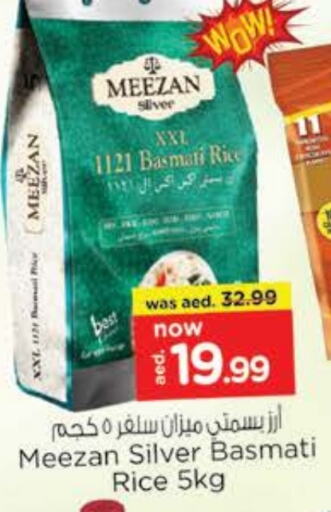 WOW!
MEEZAN
Silver
XXL
1121 Basmati Rice
MEEZAN
XXL 1121 Basmati Rice
best
11
was aed. 32.99
now
aed. 19.99
أرز بسمتي ميزان سلفر ٥ كجم
Meezan Silver Basmati
Rice 5kg